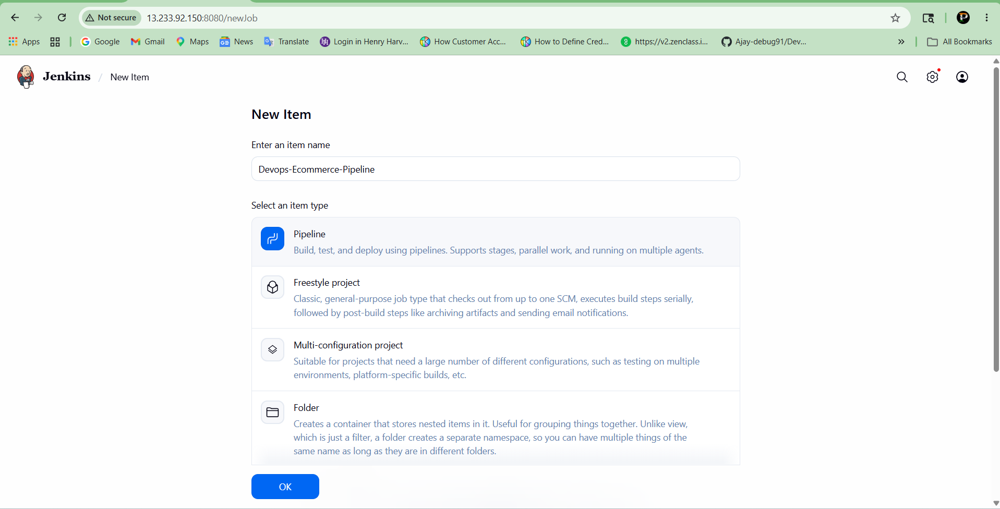 Not secure
13.233.92.150:8080/newJob
Apps
Google
Gmail
Maps
News
Translate
Login in Henry Harv...
How Customer Acc...
How to Define Cred...
https://v2.zenclass.i...
Ajay-debug91/Dev...
»
All Bookmarks
Jenkins / New Item
New Item
Enter an item name
Devops-Ecommerce-Pipeline
Select an item type
Pipeline
Build, test, and deploy using pipelines. Supports stages, parallel work, and running on multiple agents.
Freestyle project
Classic, general-purpose job type that checks out from up to one SCM, executes build steps serially,
followed by post-build steps like archiving artifacts and sending email notifications.
Multi-configuration project
Suitable for projects that need a large number of different configurations, such as testing on multiple
environments, platform-specific builds, etc.
Folder
Creates a container that stores nested items in it. Useful for grouping things together. Unlike view,
which is just a filter, a folder creates a separate namespace, so you can have multiple things of the
same name as long as they are in different folders.
OK